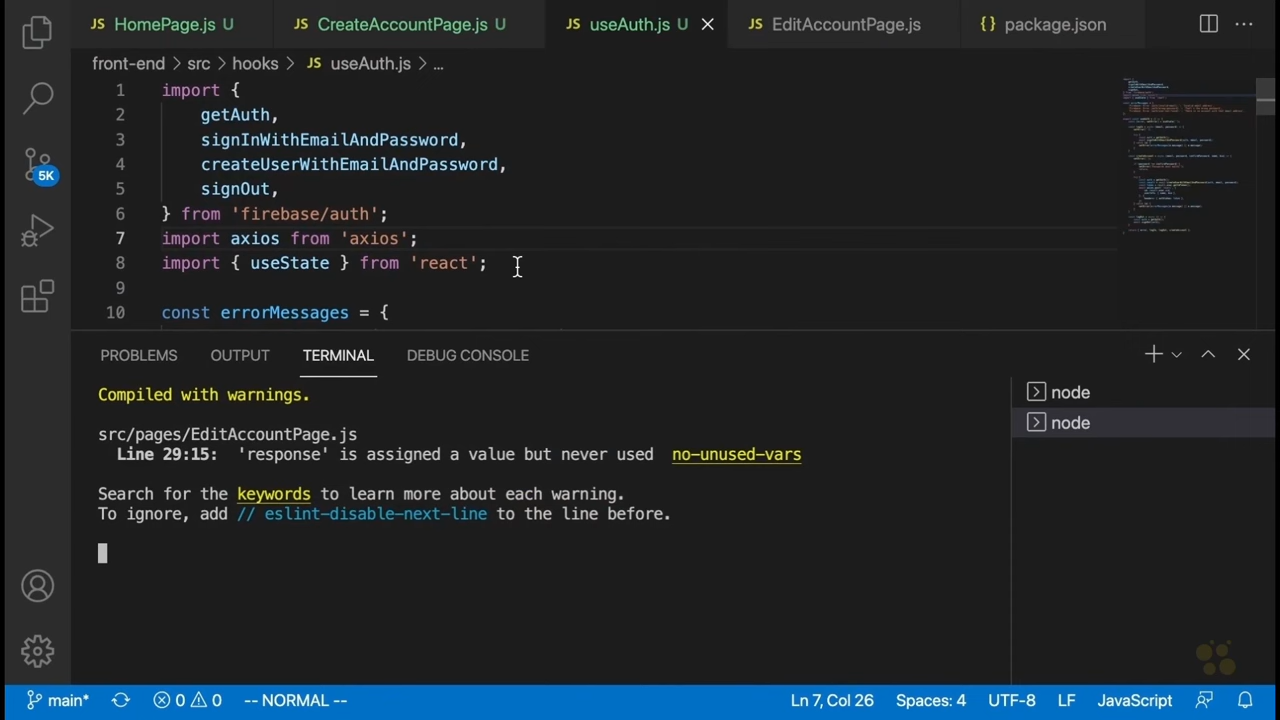 JS HomePage.js U
JS CreateAccountPage.js U
JS useAuth.js U
JS EditAccountPage.js
{} package.json
front-end > src > hooks > JS useAuth.js > ...
1 import {
2 getAuth,
3 signInWithEmailAndPassword,
4 createUserWithEmailAndPassword,
5 signOut,
6 } from 'firebase/auth';
7 import axios from 'axios';
8 import { useState } from 'react';
9
10 const errorMessages = {
5K
PROBLEMS OUTPUT TERMINAL DEBUG CONSOLE
Compiled with warnings.
src/pages/EditAccountPage.js
Line 29:15: 'response' is assigned a value but never used no-unused-vars
Search for the keywords to learn more about each warning.
To ignore, add // eslint-disable-next-line to the line before.
node
node
main* 0 0 -- NORMAL -- Ln 7, Col 26 Spaces: 4 UTF-8 LF JavaScript